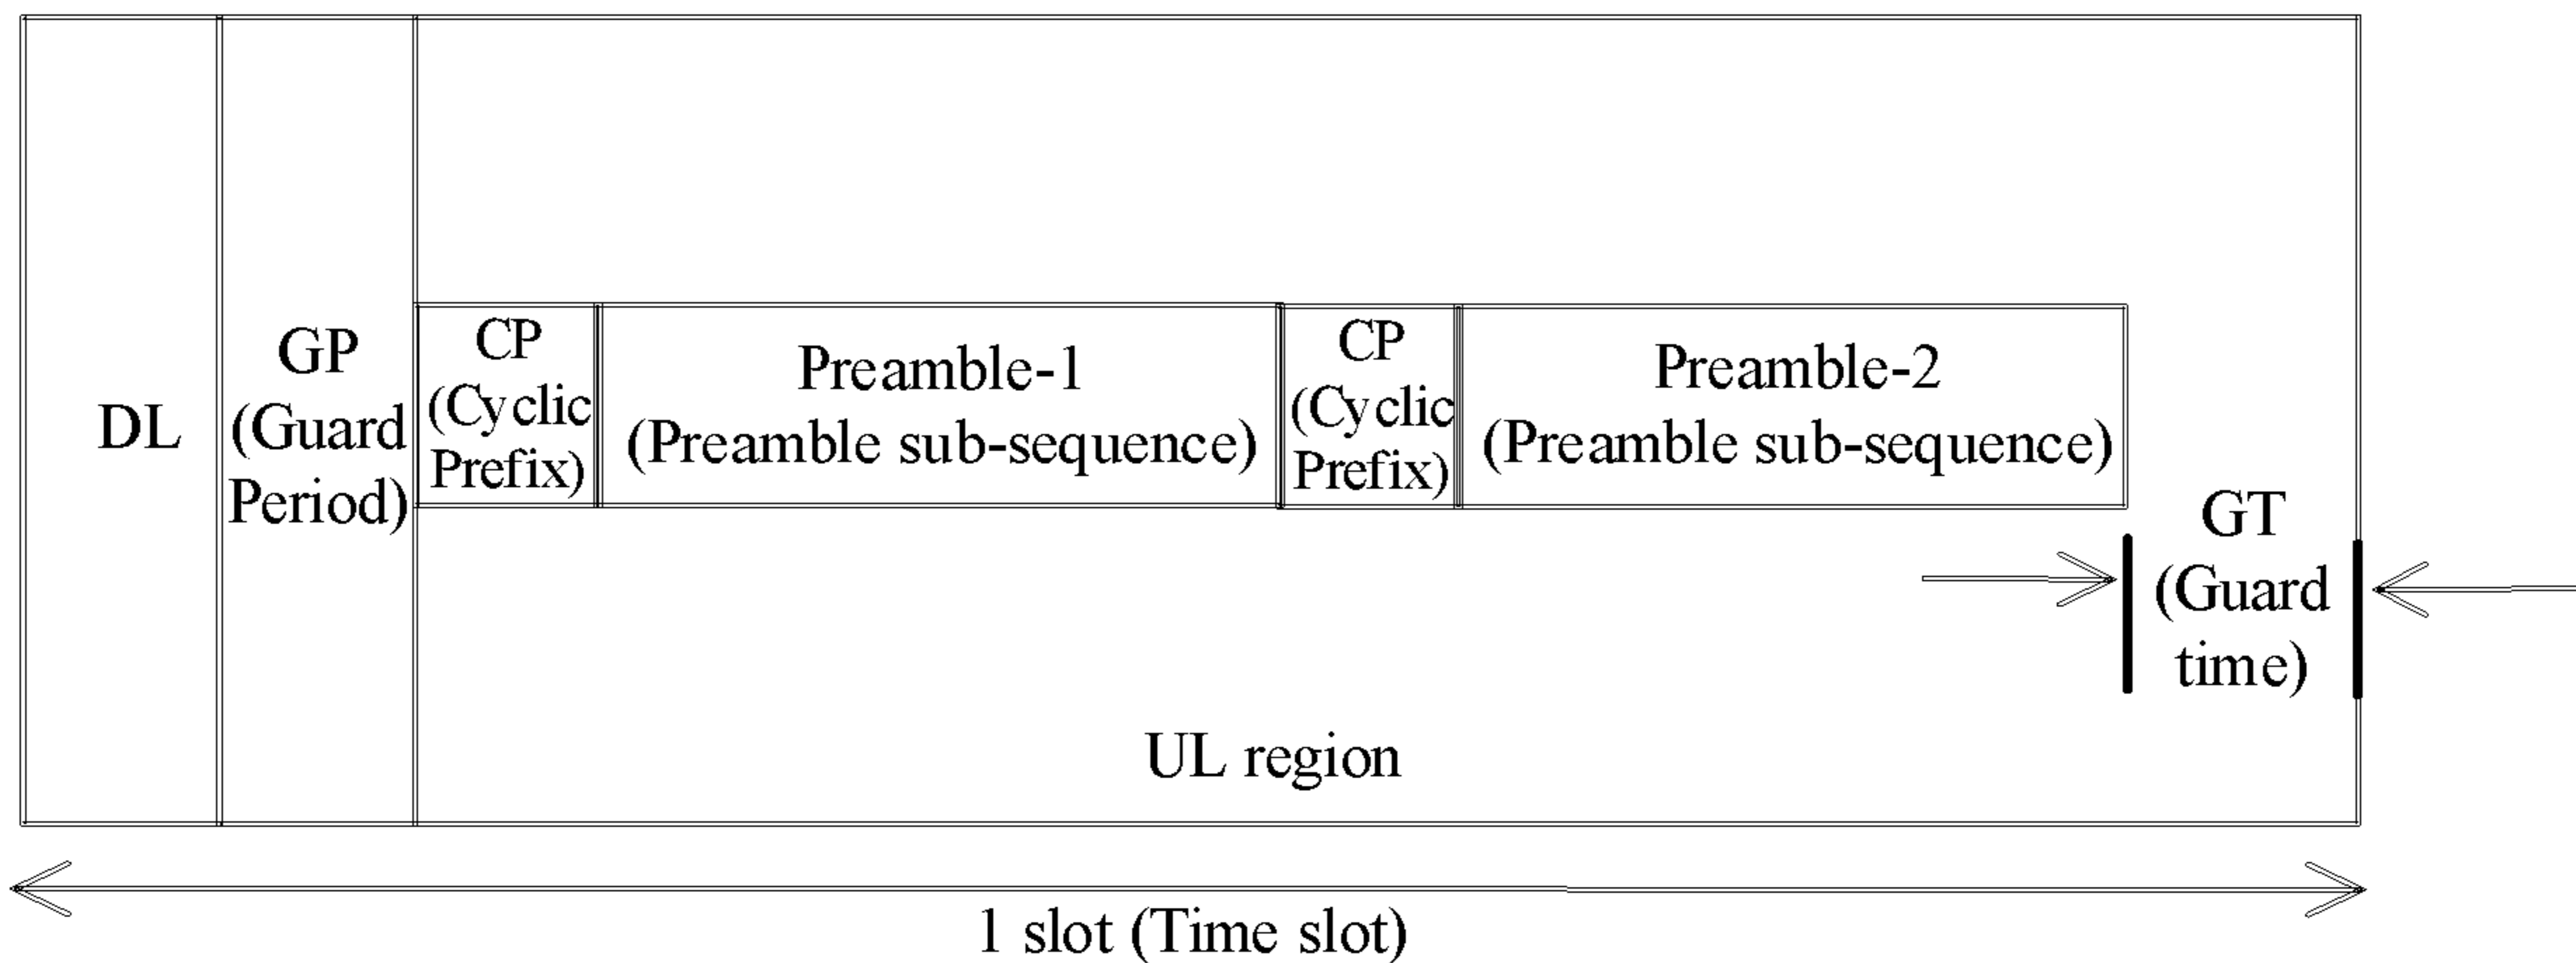 DL
GP
(Guard
Period)
CP
(Cyclic
Prefix)
Preamble-1
(Preamble sub-sequence)
CP
(Cyclic
Prefix)
Preamble-2
(Preamble sub-sequence)
GT
(Guard
time)
UL region
1 slot (Time slot)